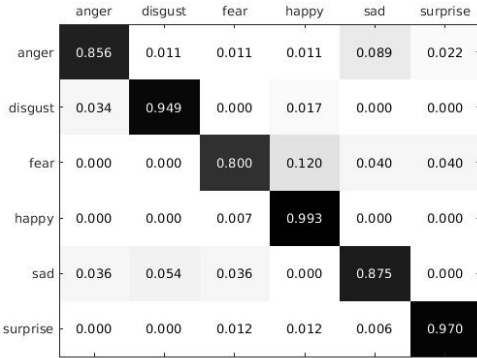 anger disgust fear happy sad surprise
anger 0.856 0.011 0.011 0.011 0.089 0.022
disgust 0.034 0.949 0.000 0.017 0.000 0.000
fear 0.000 0.000 0.800 0.120 0.040 0.040
happy 0.000 0.000 0.007 0.993 0.000 0.000
sad 0.036 0.054 0.036 0.000 0.875 0.000
surprise 0.000 0.000 0.012 0.012 0.006 0.970